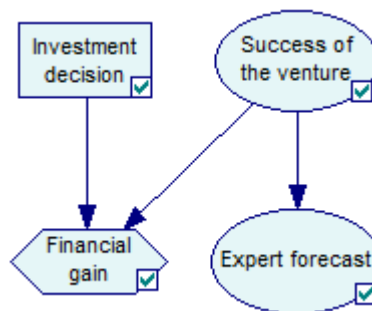 Investment
decision
Success of
the venture
Financial
gain
Expert forecast